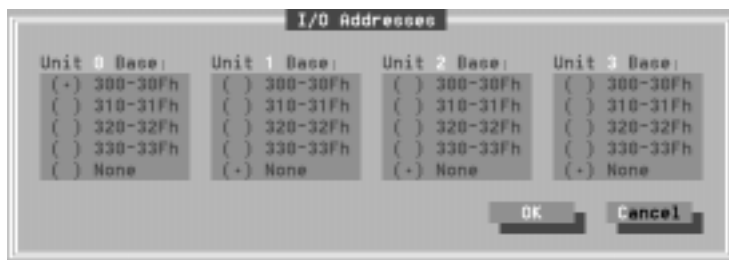 I/O Addresses
Unit 0 Base: Unit 1 Base: Unit 2 Base: Unit 3 Base:
(•) 300-30Fh ( ) 300-30Fh ( ) 300-30Fh ( ) 300-30Fh
( ) 310-31Fh ( ) 310-31Fh ( ) 310-31Fh ( ) 310-31Fh
( ) 320-32Fh ( ) 320-32Fh ( ) 320-32Fh ( ) 320-32Fh
( ) 330-33Fh ( ) 330-33Fh ( ) 330-33Fh ( ) 330-33Fh
( ) None (•) None (•) None (•) None
OK Cancel